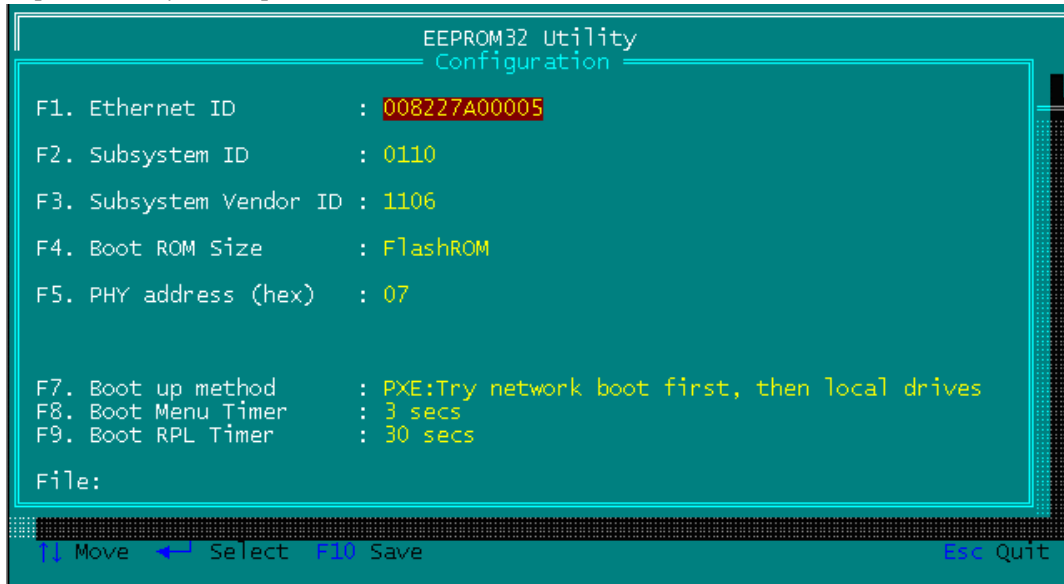 EEPROM32 Utility
Configuration
F1. Ethernet ID : 008227A00005
F2. Subsystem ID : 0110
F3. Subsystem Vendor ID : 1106
F4. Boot ROM Size : FlashROM
F5. PHY address (hex) : 07
F7. Boot up method : PXE:Try network boot first, then local drives
F8. Boot Menu Timer : 3 secs
F9. Boot RPL Timer : 30 secs
File:
↑↓ Move ◄─┘ Select F10 Save Esc Quit